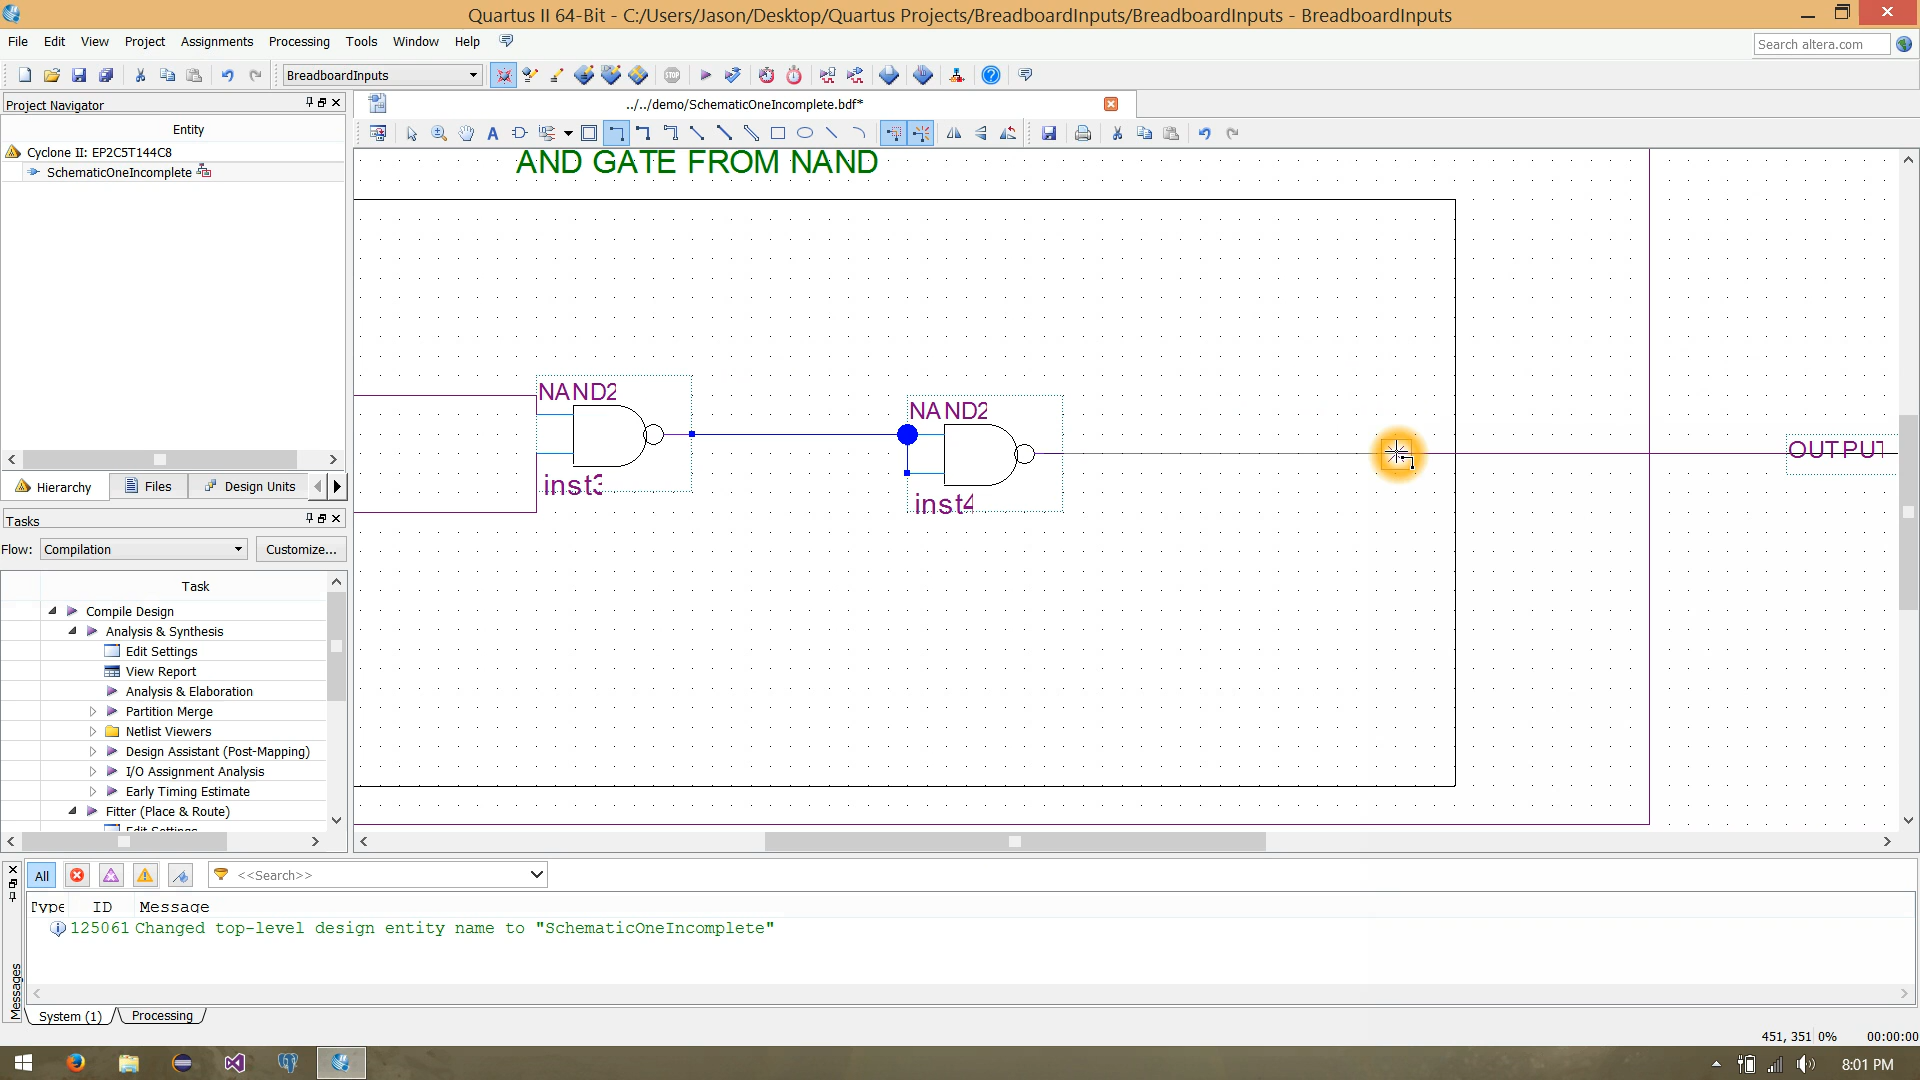 Quartus II 64-Bit - C:/Users/Jason/Desktop/Quartus Projects/BreadboardInputs/BreadboardInputs - BreadboardInputs
File Edit View Project Assignments Processing Tools Window Help
Search altera.com
BreadboardInputs
STOP
Project Navigator
Entity
Cyclone II: EP2C5T144C8
SchematicOneIncomplete
Hierarchy
Files
Design Units
../../demo/SchematicOneIncomplete.bdf*
AND GATE FROM NAND
NAND2
inst3
NAND2
inst4
OUTPUT
Tasks
Flow: Compilation
Customize...
Task
Compile Design
Analysis & Synthesis
Edit Settings
View Report
Analysis & Elaboration
Partition Merge
Netlist Viewers
Design Assistant (Post-Mapping)
I/O Assignment Analysis
Early Timing Estimate
Fitter (Place & Route)
Edit Settings
All
<<Search>>
Type ID Message
125061 Changed top-level design entity name to "SchematicOneIncomplete"
Messages
System (1)
Processing
451, 351 0% 00:00:00
8:01 PM